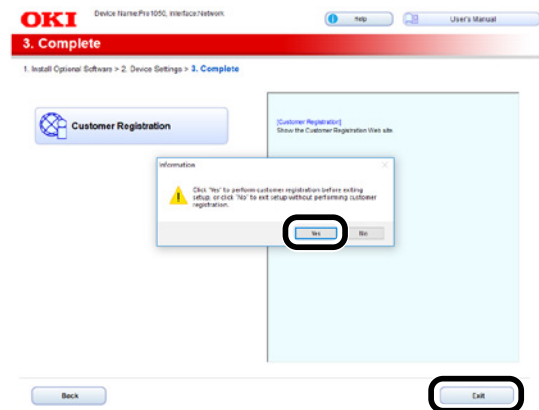 OKI
Device Name:Pro1050, Interface:Network
Help
User's Manual
3. Complete
1. Install Optional Software > 2. Device Settings > 3. Complete
Customer Registration
[Customer Registration]
Show the Customer Registration Web site.
Information
Click 'Yes' to perform customer registration before exiting
setup, or click 'No' to exit setup without performing customer
registration.
Yes
No
Back
Exit